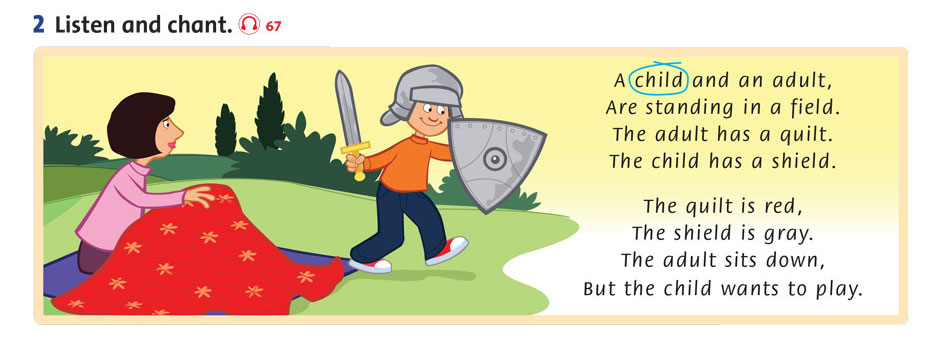 2 Listen and chant. 67
A child and an adult,
Are standing in a field.
The adult has a quilt.
The child has a shield.
The quilt is red,
The shield is gray.
The adult sits down,
But the child wants to play.